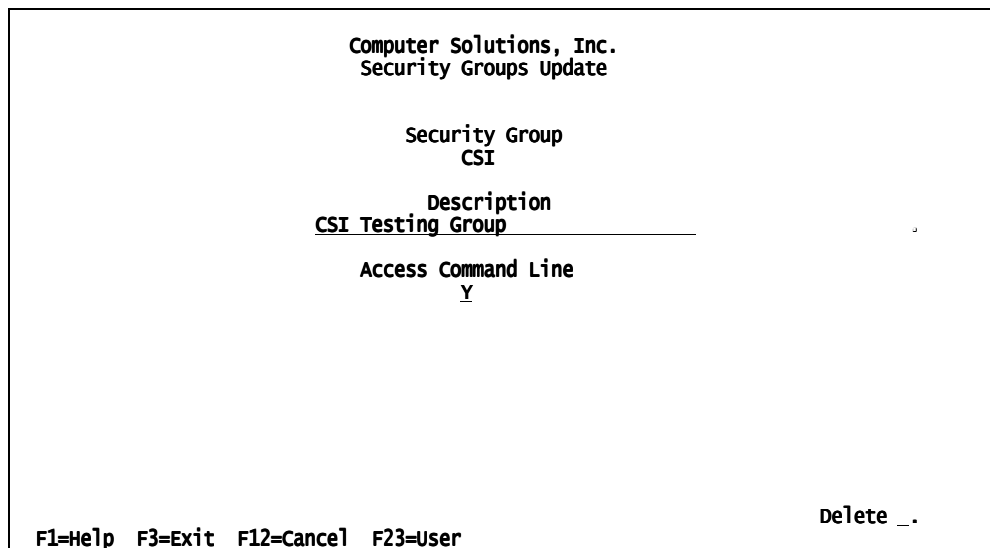 Computer Solutions, Inc.
Security Groups Update
Security Group
CSI
Description
CSI Testing Group
Access Command Line
Y
Delete _.
F1=Help F3=Exit F12=Cancel F23=User